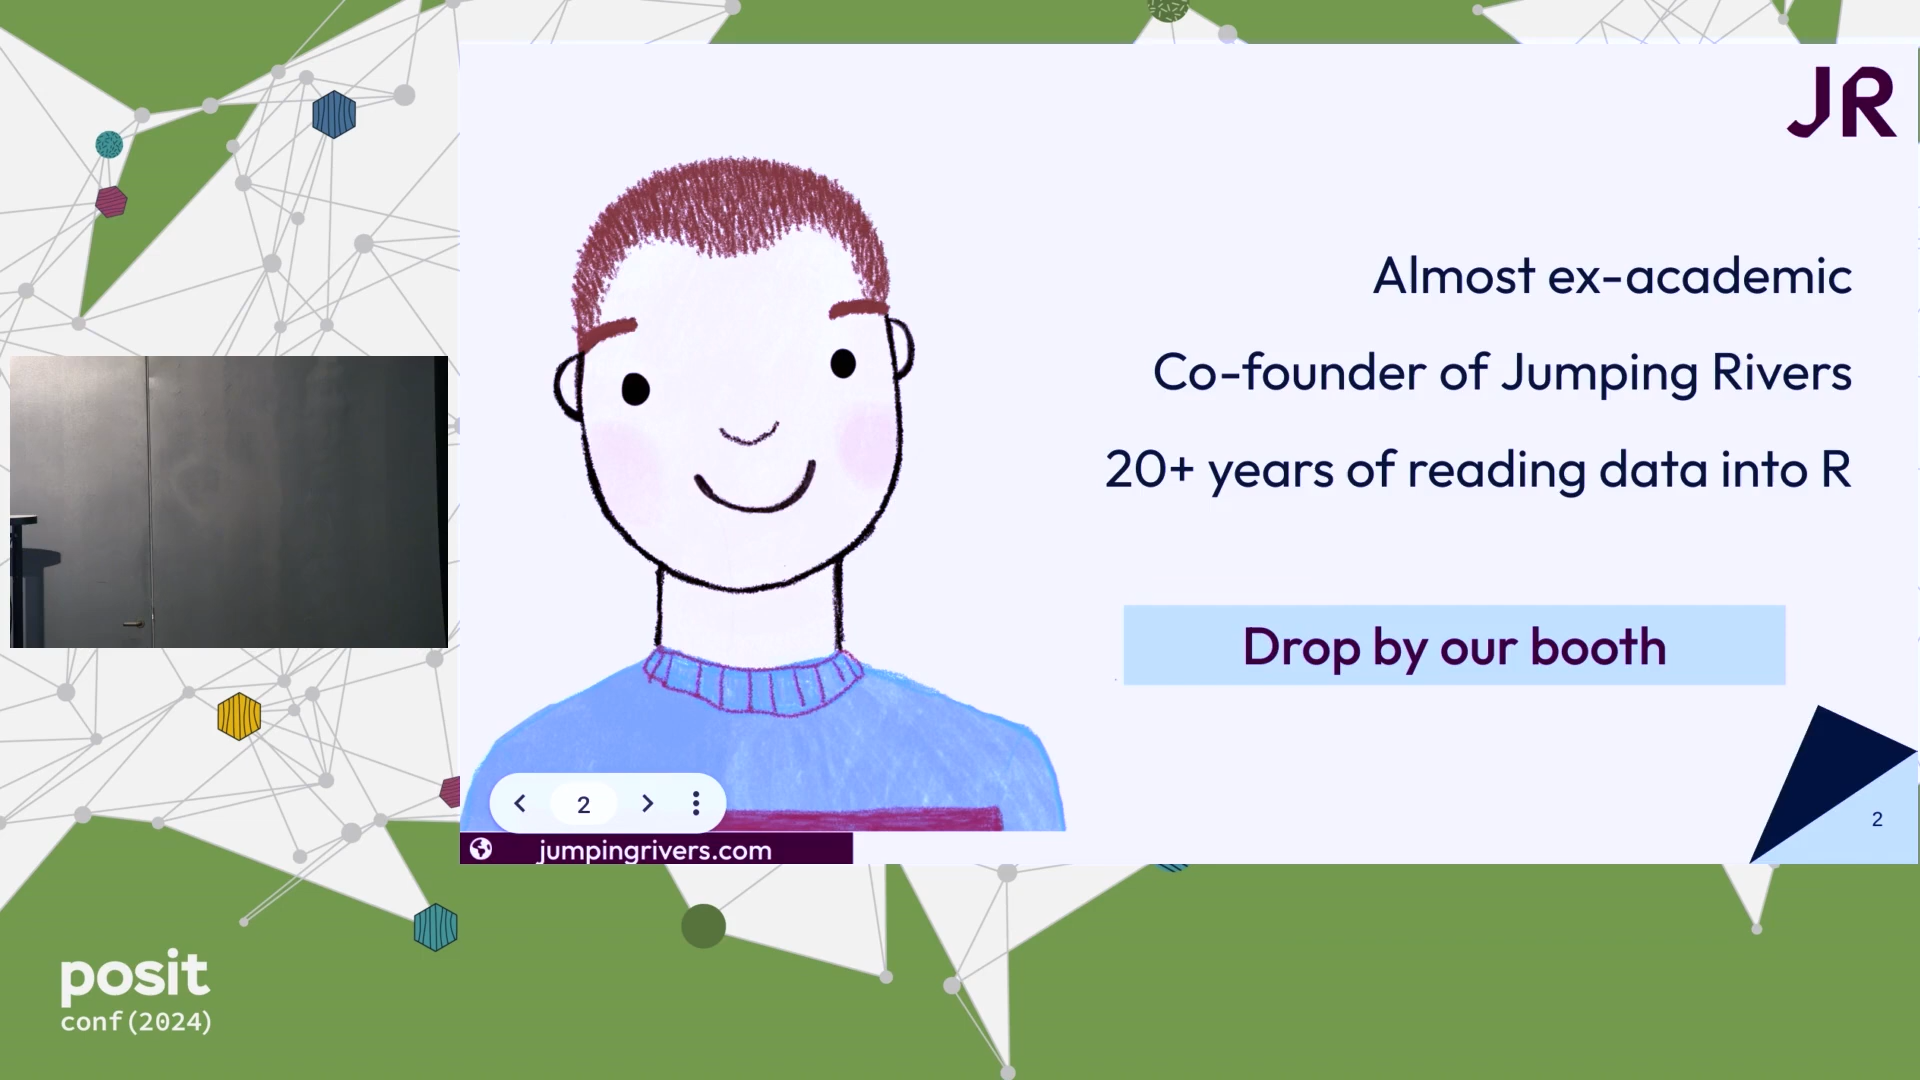 JR
Almost ex-academic
Co-founder of Jumping Rivers
20+ years of reading data into R
Drop by our booth
2
jumpingrivers.com
2
posit
conf(2024)